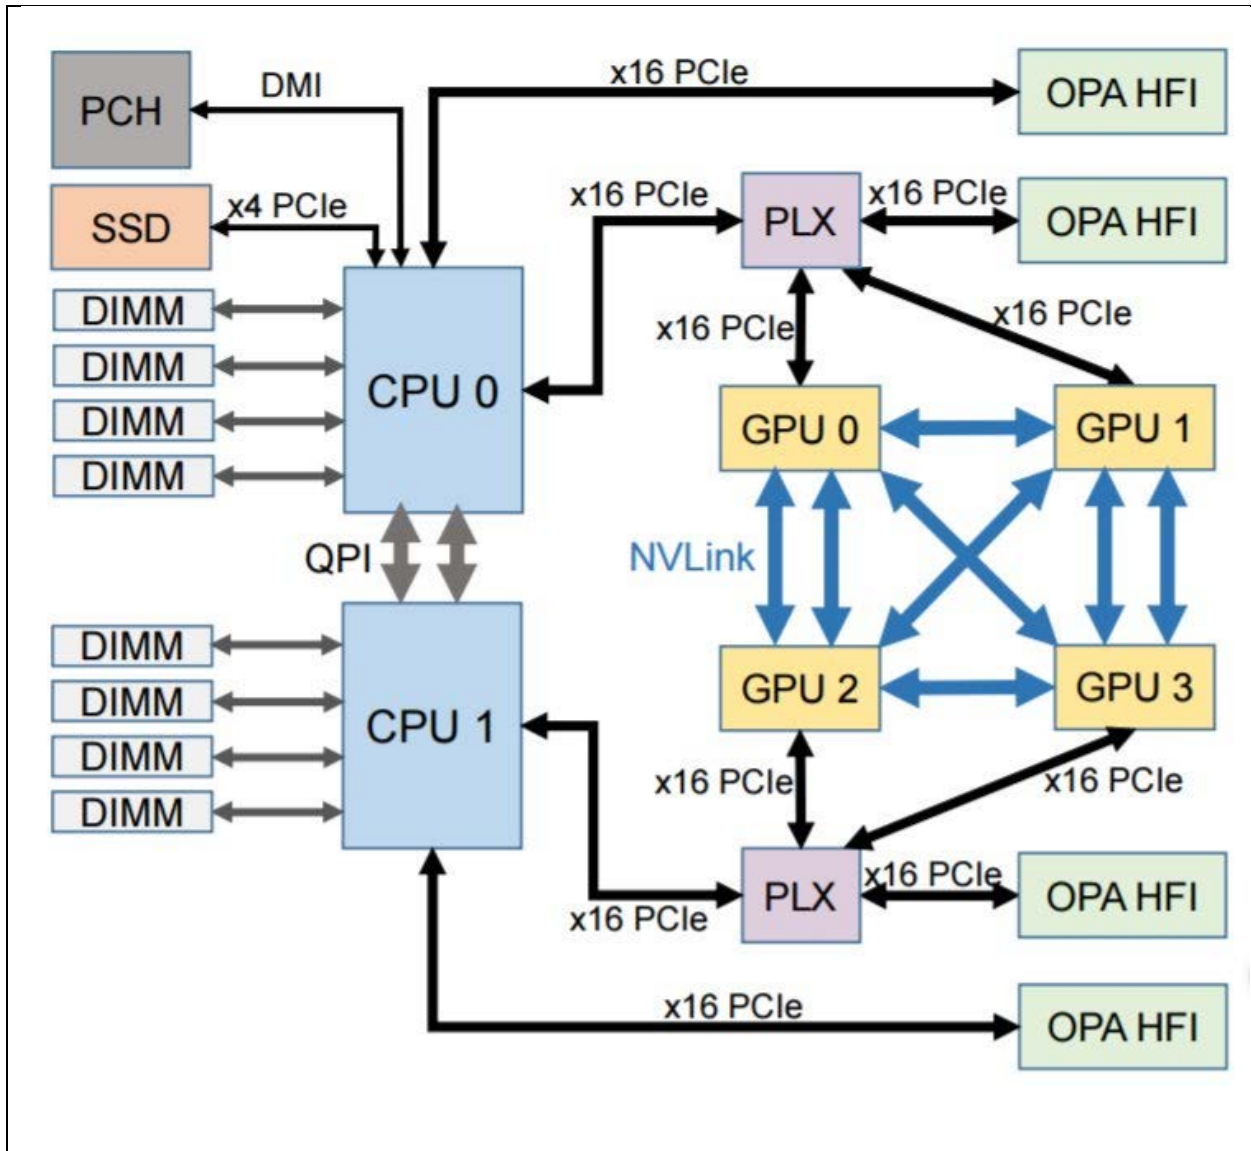 x16 PCIe
OPA HFI
DMI
PCH
x16 PCIe
PLX
x16 PCIe
OPA HFI
x4 PCIe
SSD
DIMM
DIMM
DIMM
DIMM
CPU 0
x16 PCIe
x16 PCIe
GPU 0
GPU 1
QPI
NVLink
DIMM
DIMM
DIMM
DIMM
CPU 1
GPU 2
GPU 3
x16 PCIe
x16 PCIe
x16 PCIe
PLX
x16 PCIe
OPA HFI
x16 PCIe
OPA HFI